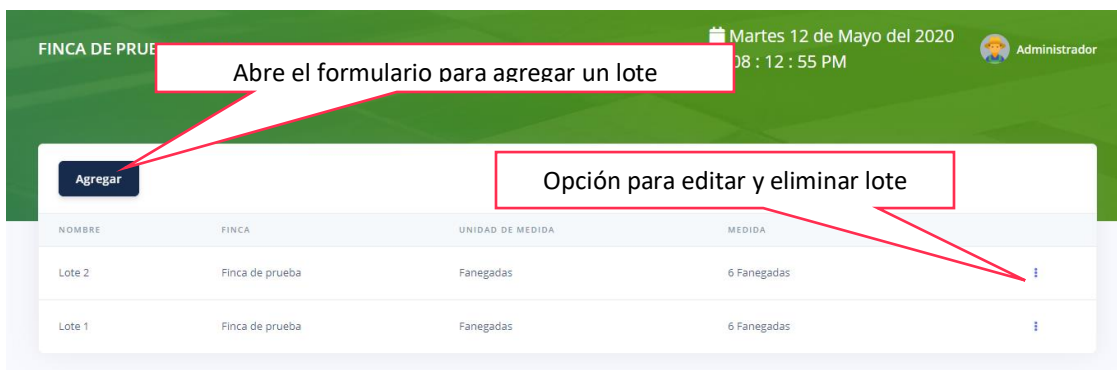 FINCA DE PRUE
Martes 12 de Mayo del 2020
08 : 12 : 55 PM
Administrador
Abre el formulario para agregar un lote
Agregar
Opción para editar y eliminar lote
NOMBRE FINCA UNIDAD DE MEDIDA MEDIDA
Lote 2 Finca de prueba Fanegadas 6 Fanegadas
Lote 1 Finca de prueba Fanegadas 6 Fanegadas